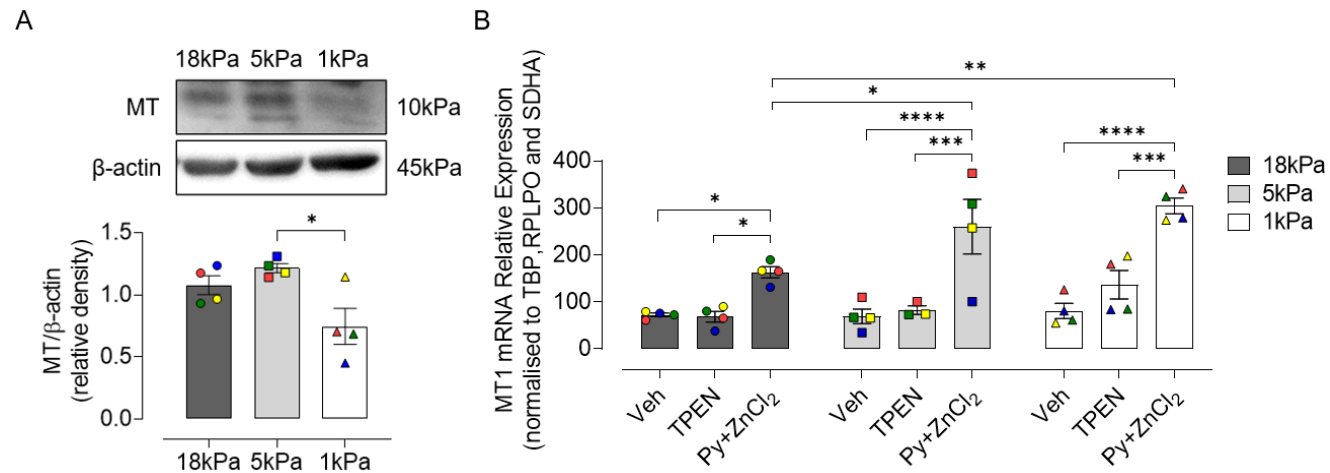 A
18kPa 5kPa 1kPa
MT
10kPa
β-actin
45kPa
*
MT/β-actin
(relative density)
1.5
1.0
0.5
0.0
18kPa 5kPa 1kPa
B
MT1 mRNA Relative Expression
(normalised to TBP,RPLPO and SDHA)
400
300
200
100
0
**
*
****
***
*
*
****
***
Veh TPEN Py+ZnCl₂ Veh TPEN Py+ZnCl₂ Veh TPEN Py+ZnCl₂
18kPa
5kPa
1kPa